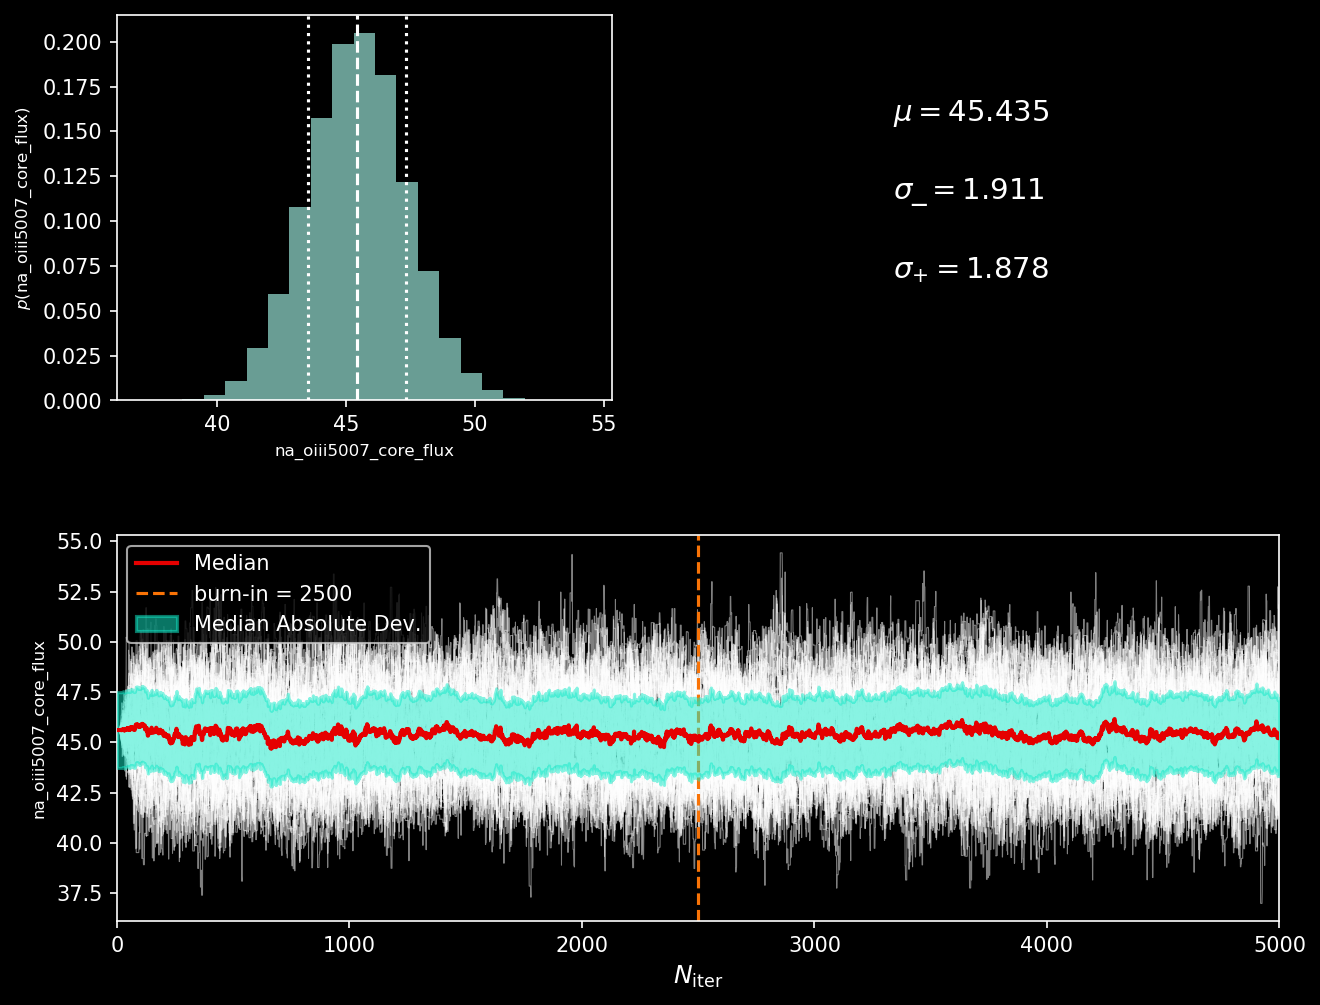 0.200
0.175
0.150
0.125
0.100
0.075
0.050
0.025
0.000
p(na_oiii5007_core_flux)
40 45 50 55
na_oiii5007_core_flux
μ = 45.435
σ₋ = 1.911
σ₊ = 1.878
55.0
52.5
50.0
47.5
45.0
42.5
40.0
37.5
na_oiii5007_core_flux
Median
burn-in = 2500
Median Absolute Dev.
0 1000 2000 3000 4000 5000
N_iter